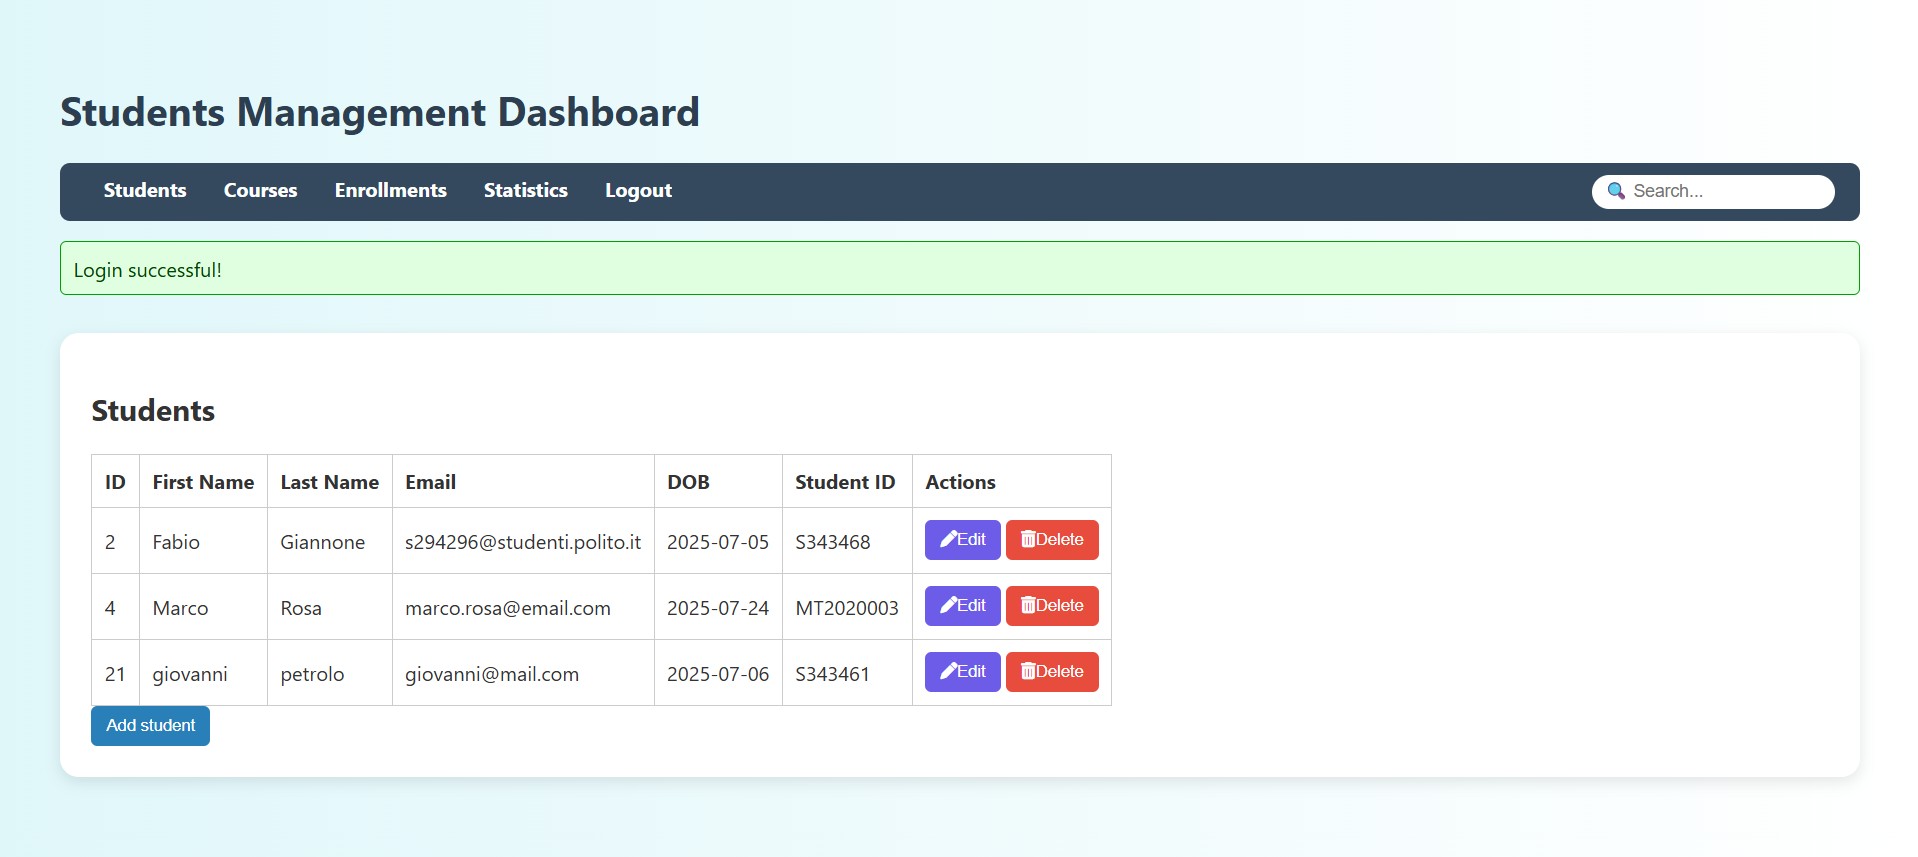 Students Management Dashboard
Students Courses Enrollments Statistics Logout Search...
Login successful!
Students
ID First Name Last Name Email DOB Student ID Actions
2 Fabio Giannone s294296@studenti.polito.it 2025-07-05 S343468 Edit Delete
4 Marco Rosa marco.rosa@email.com 2025-07-24 MT2020003 Edit Delete
21 giovanni petrolo giovanni@mail.com 2025-07-06 S343461 Edit Delete
Add student